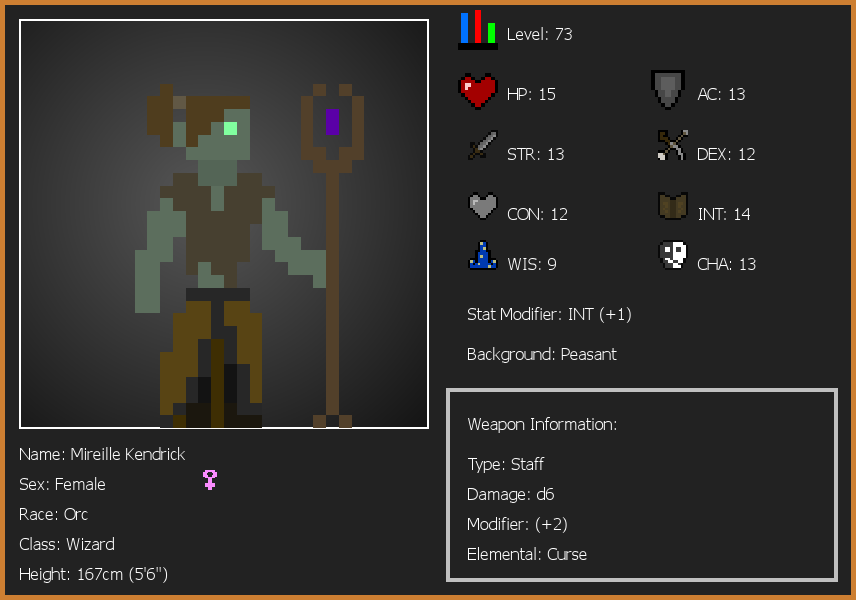 Level: 73
HP: 15
AC: 13
STR: 13
DEX: 12
CON: 12
INT: 14
WIS: 9
CHA: 13
Stat Modifier: INT (+1)
Background: Peasant
Weapon Information:
Type: Staff
Damage: d6
Modifier: (+2)
Elemental: Curse
Name: Mireille Kendrick
Sex: Female
Race: Orc
Class: Wizard
Height: 167cm (5'6")